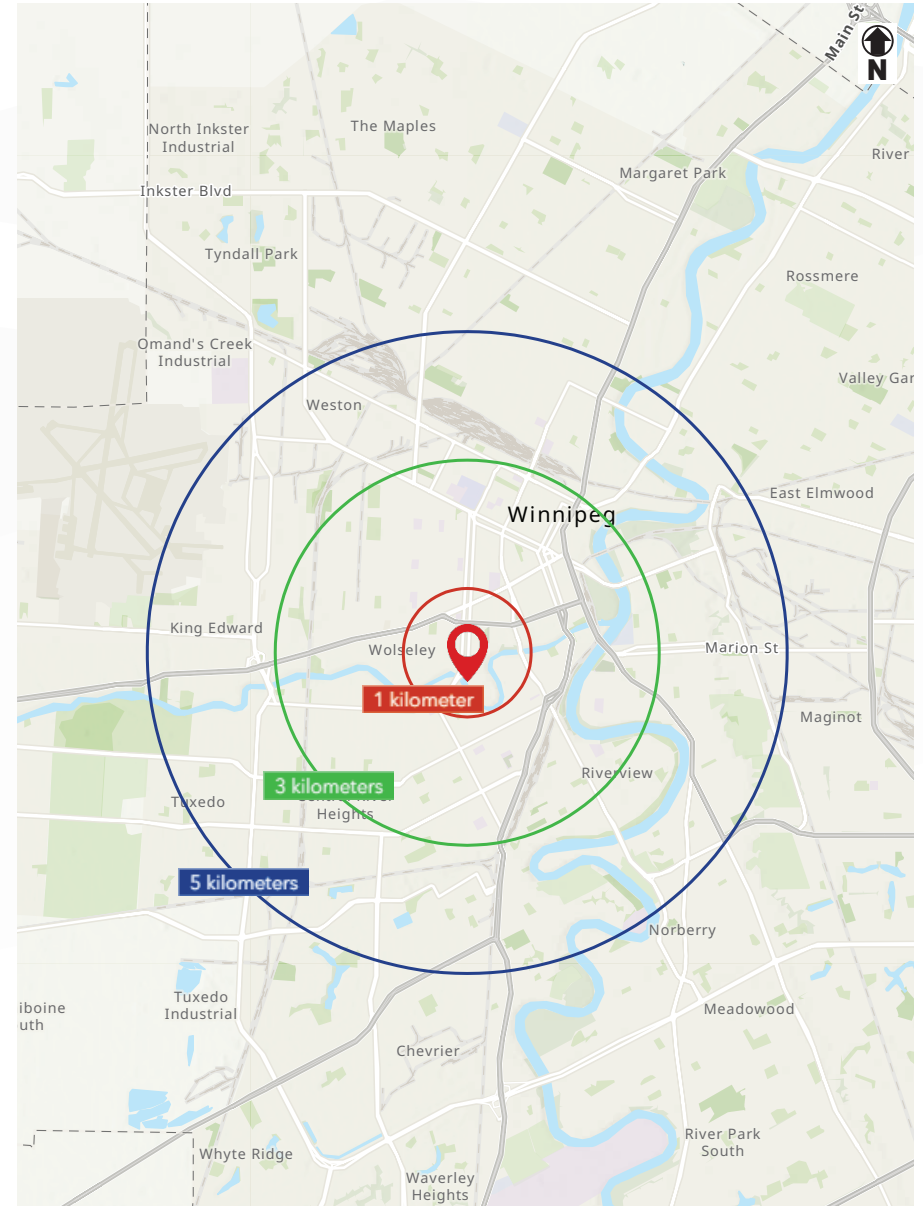 Main St
N
North Inkster
Industrial
The Maples
River
Margaret Park
Inkster Blvd
Tyndall Park
Rossmere
Omand's Creek
Industrial
Valley Gar
Weston
East Elmwood
Winnipeg
King Edward
Wolseley
Marion St
1 kilometer
Maginot
Riverview
3 kilometers
Tuxedo
Heights
5 kilometers
Norberry
iboine
uth
Tuxedo
Industrial
Meadowood
Chevrier
River Park
South
Whyte Ridge
Waverley
Heights